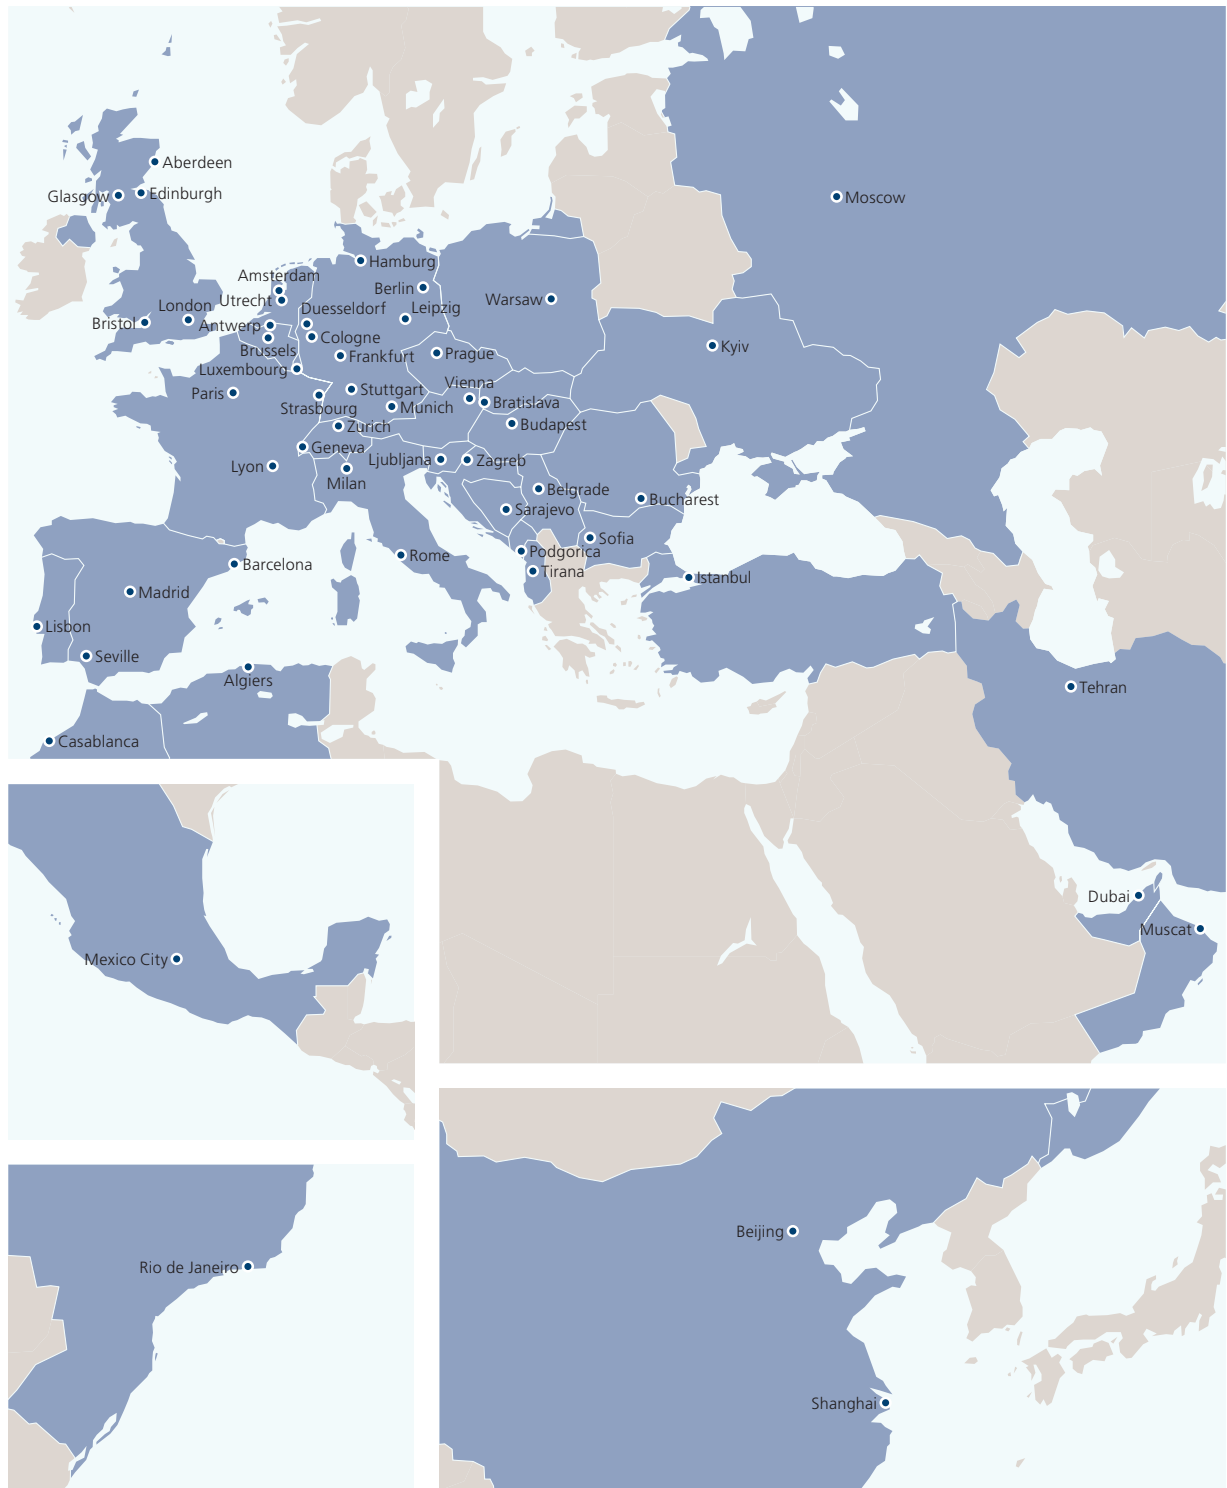 Aberdeen
Glasgow
Edinburgh
Moscow
Hamburg
Amsterdam
Berlin
Utrecht
Warsaw
London
Duesseldorf
Leipzig
Bristol
Antwerp
Cologne
Kyiv
Brussels
Frankfurt
Prague
Luxembourg
Vienna
Paris
Stuttgart
Strasbourg
Munich
Bratislava
Zurich
Budapest
Geneva
Lyon
Ljubljana
Zagreb
Milan
Belgrade
Bucharest
Sarajevo
Sofia
Podgorica
Rome
Barcelona
Tirana
Istanbul
Madrid
Lisbon
Seville
Algiers
Tehran
Casablanca
Dubai
Muscat
Mexico City
Beijing
Rio de Janeiro
Shanghai